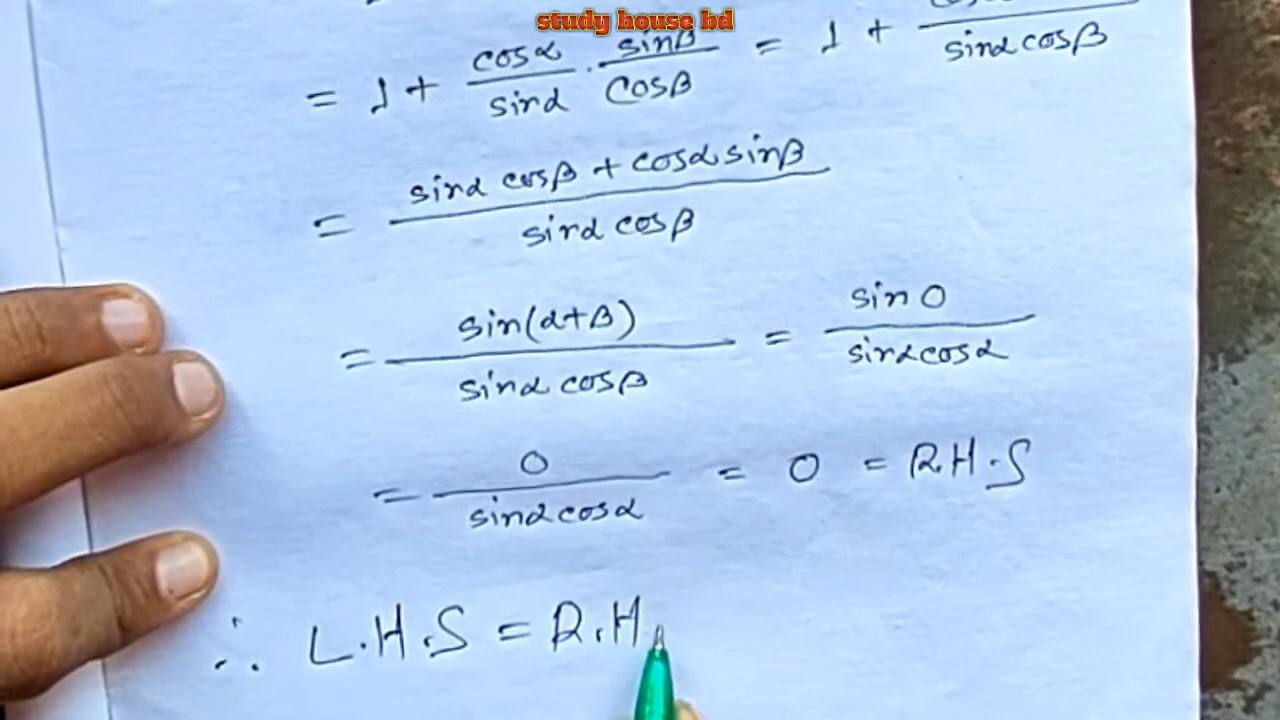 study house bd
= 1 + cosα/sinα · sinβ/cosβ = 1 + /sinα cosβ
= sinα cosβ + cosα sinβ / sinα cosβ
= sin(α+β) / sinα cosβ = sin 0 / sinα cosα
= 0 / sinα cosα = 0 = R.H.S
∴ L.H.S = R.H.